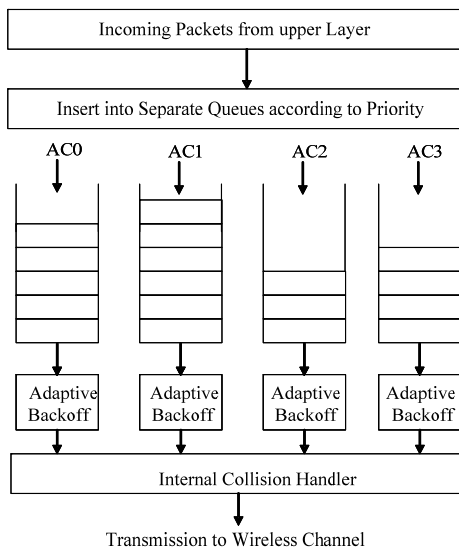 Incoming Packets from upper Layer
Insert into Separate Queues according to Priority
AC0 AC1 AC2 AC3
Adaptive Backoff Adaptive Backoff Adaptive Backoff Adaptive Backoff
Internal Collision Handler
Transmission to Wireless Channel